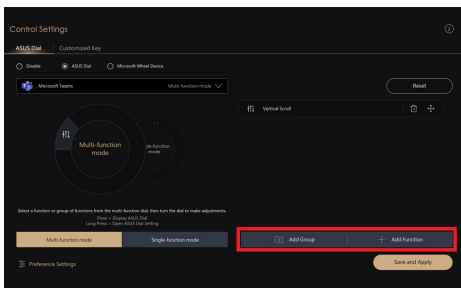 Control Settings
ASUS Dial
Customized Key
Disable
ASUS Dial
Microsoft Wheel Device
Microsoft Teams
Multi-function mode
Reset
Vertical Scroll
Multi-function
mode
mode
Select a function or group of functions from the multi-function dial, then turn the dial to make adjustments.
Press = Display ASUS Dial
Long Press = Open ASUS Dial Setting
Multi-function mode
Single-function mode
Add Group
Add Function
Preference Settings
Save and Apply